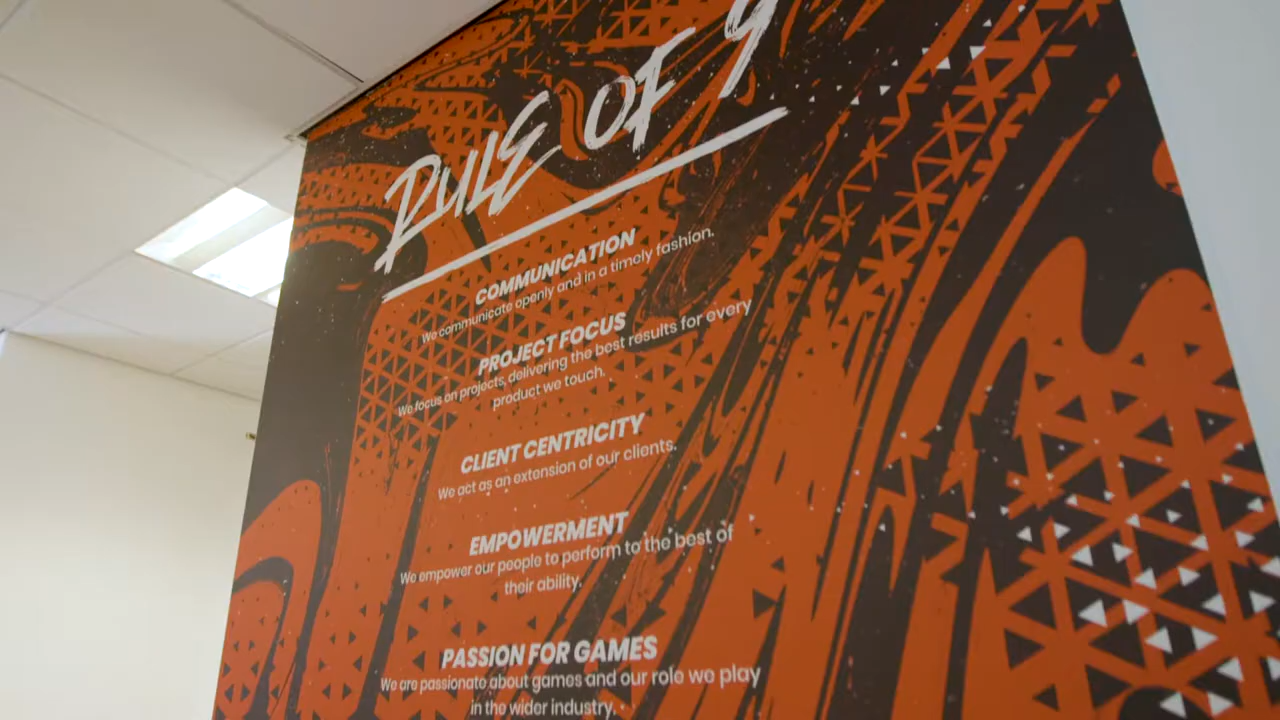 RULE OF 9
COMMUNICATION
We communicate openly and in a timely fashion.
PROJECT FOCUS
We focus on projects, delivering the best results for every
product we touch.
CLIENT CENTRICITY
We act as an extension of our clients.
EMPOWERMENT
We empower our people to perform to the best of
their ability.
PASSION FOR GAMES
We are passionate about games and our role we play
in the wider industry.